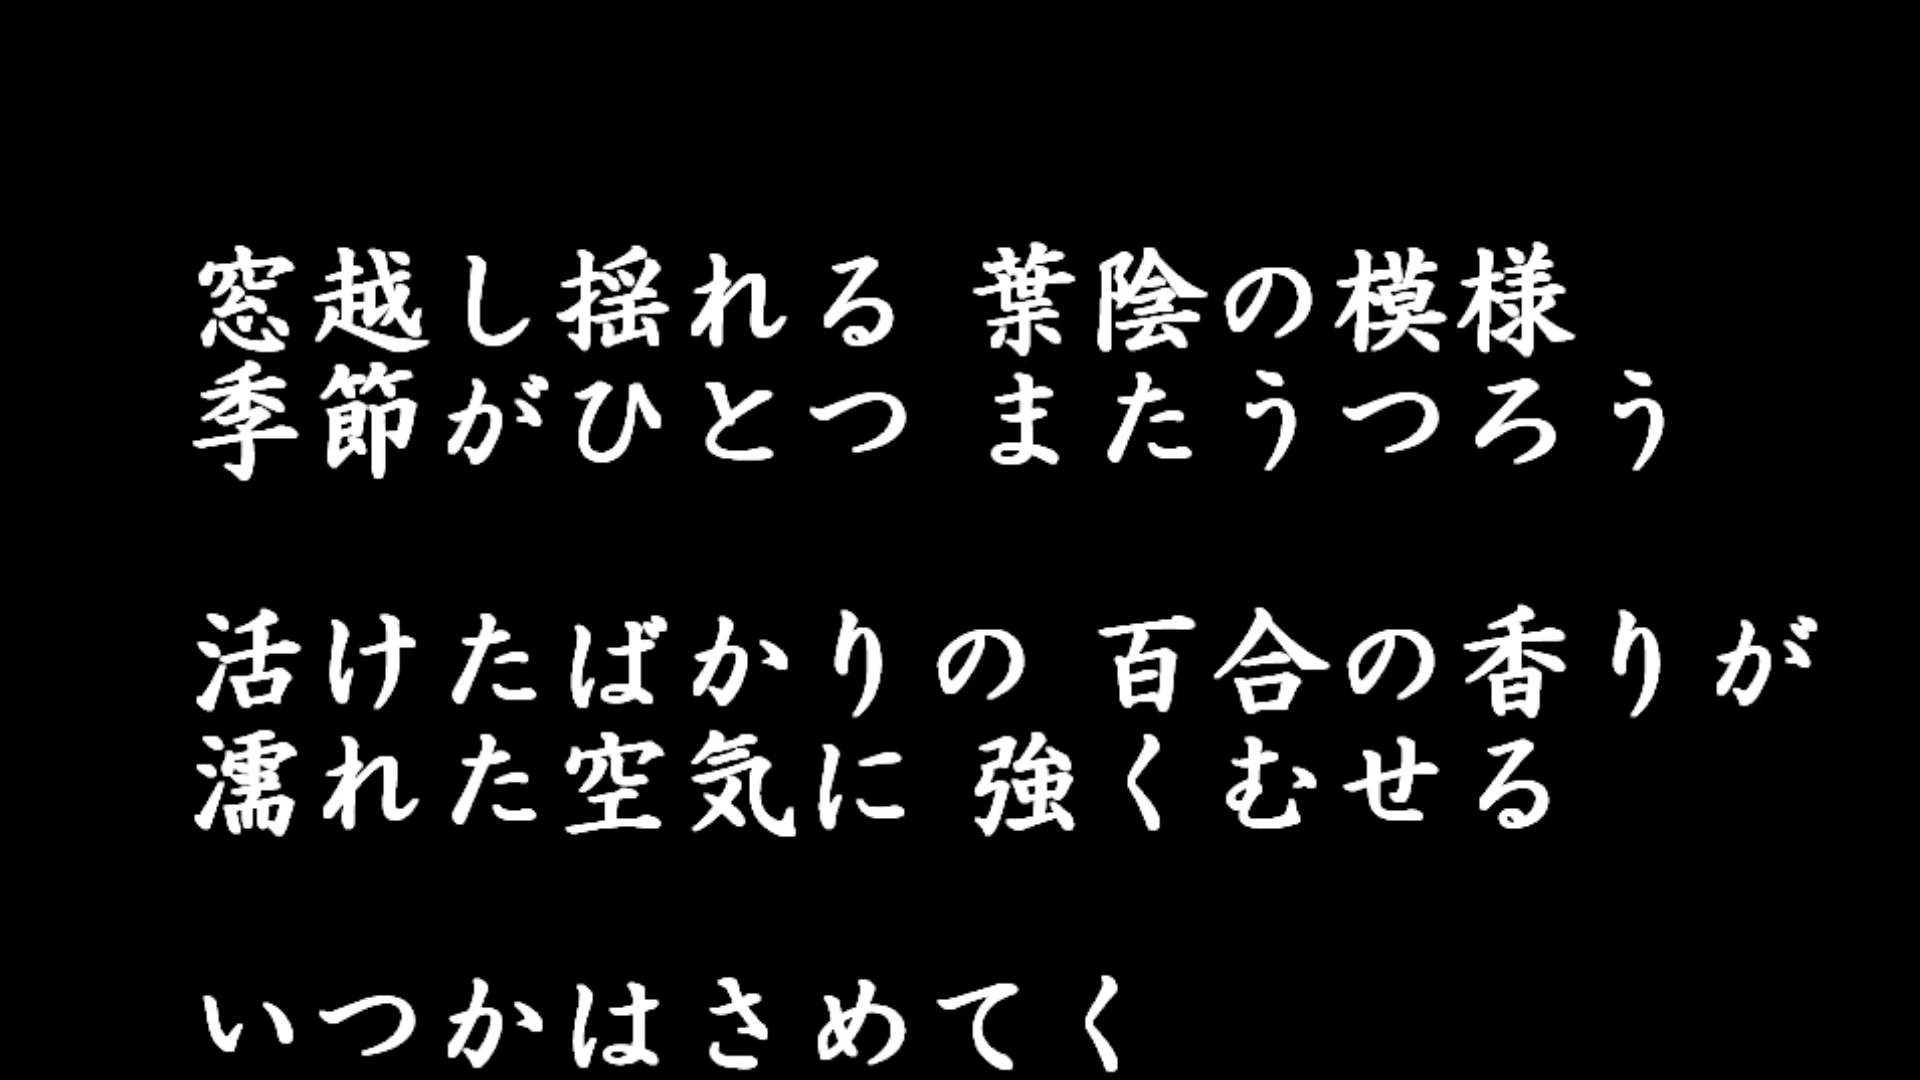 窓越し揺れる 葉陰の模様
季節がひとつ またうつろう
活けたばかりの 百合の香りが
濡れた空気に 強くむせる
いつかはさめてく